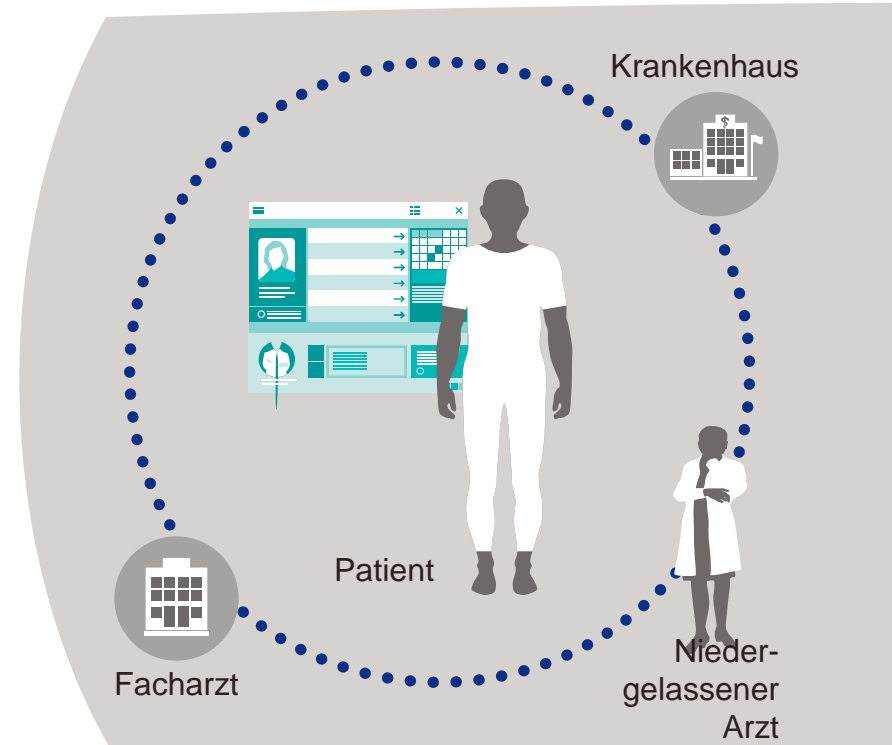 Krankenhaus
Patient
Facharzt
Nieder-
gelassener
Arzt